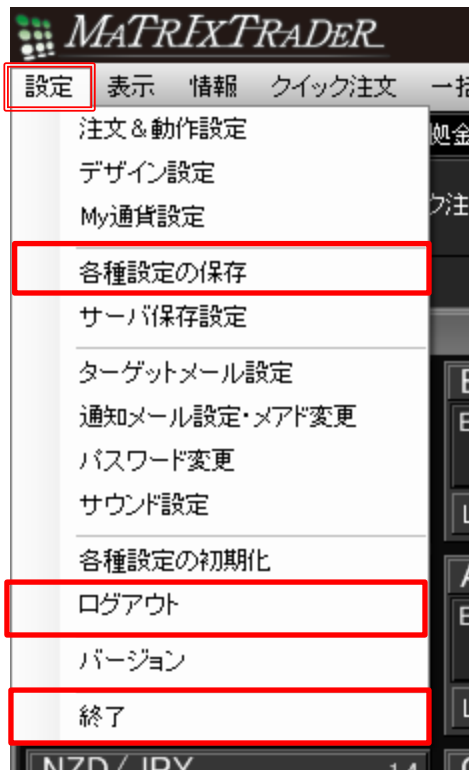 MATRIXTRADER
設定 表示 情報 クイック注文 一括
注文＆動作設定
拠金
デザイン設定
My通貨設定
ク注
各種設定の保存
サーバ保存設定
ターゲットメール設定
通知メール設定・メアド変更
パスワード変更
サウンド設定
各種設定の初期化
ログアウト
バージョン
終了
NZD/JPY 14